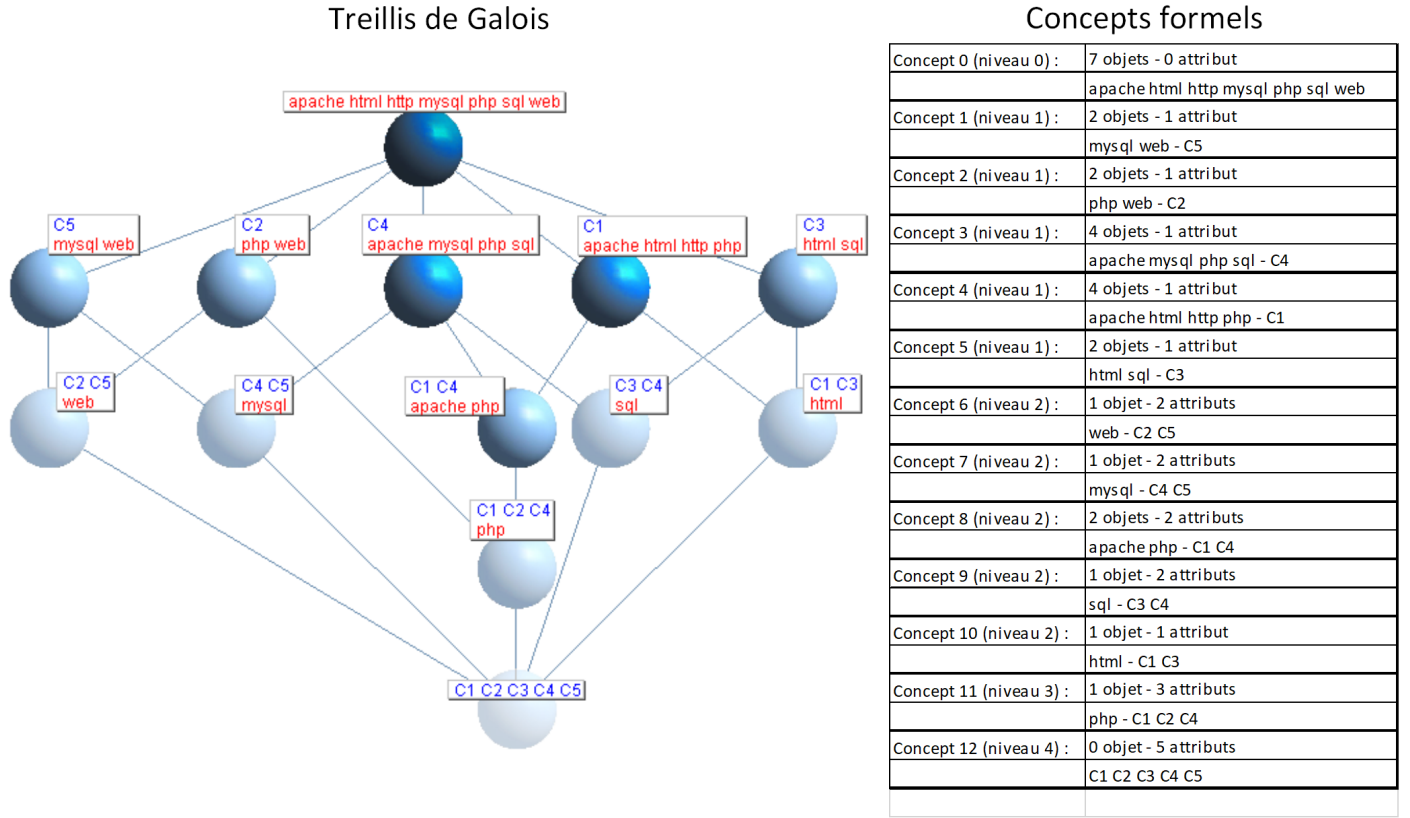 Treillis de Galois
apache html http mysql php sql web
C5
mysql web
C2
php web
C4
apache mysql php sql
C1
apache html http php
C3
html sql
C2 C5
web
C4 C5
mysql
C1 C4
apache php
C3 C4
sql
C1 C3
html
C1 C2 C4
php
C1 C2 C3 C4 C5
Concepts formels
Concept 0 (niveau 0) : 7 objets - 0 attribut
apache html http mysql php sql web
Concept 1 (niveau 1) : 2 objets - 1 attribut
mysql web - C5
Concept 2 (niveau 1) : 2 objets - 1 attribut
php web - C2
Concept 3 (niveau 1) : 4 objets - 1 attribut
apache mysql php sql - C4
Concept 4 (niveau 1) : 4 objets - 1 attribut
apache html http php - C1
Concept 5 (niveau 1) : 2 objets - 1 attribut
html sql - C3
Concept 6 (niveau 2) : 1 objet - 2 attributs
web - C2 C5
Concept 7 (niveau 2) : 1 objet - 2 attributs
mysql - C4 C5
Concept 8 (niveau 2) : 2 objets - 2 attributs
apache php - C1 C4
Concept 9 (niveau 2) : 1 objet - 2 attributs
sql - C3 C4
Concept 10 (niveau 2) : 1 objet - 1 attribut
html - C1 C3
Concept 11 (niveau 3) : 1 objet - 3 attributs
php - C1 C2 C4
Concept 12 (niveau 4) : 0 objet - 5 attributs
C1 C2 C3 C4 C5